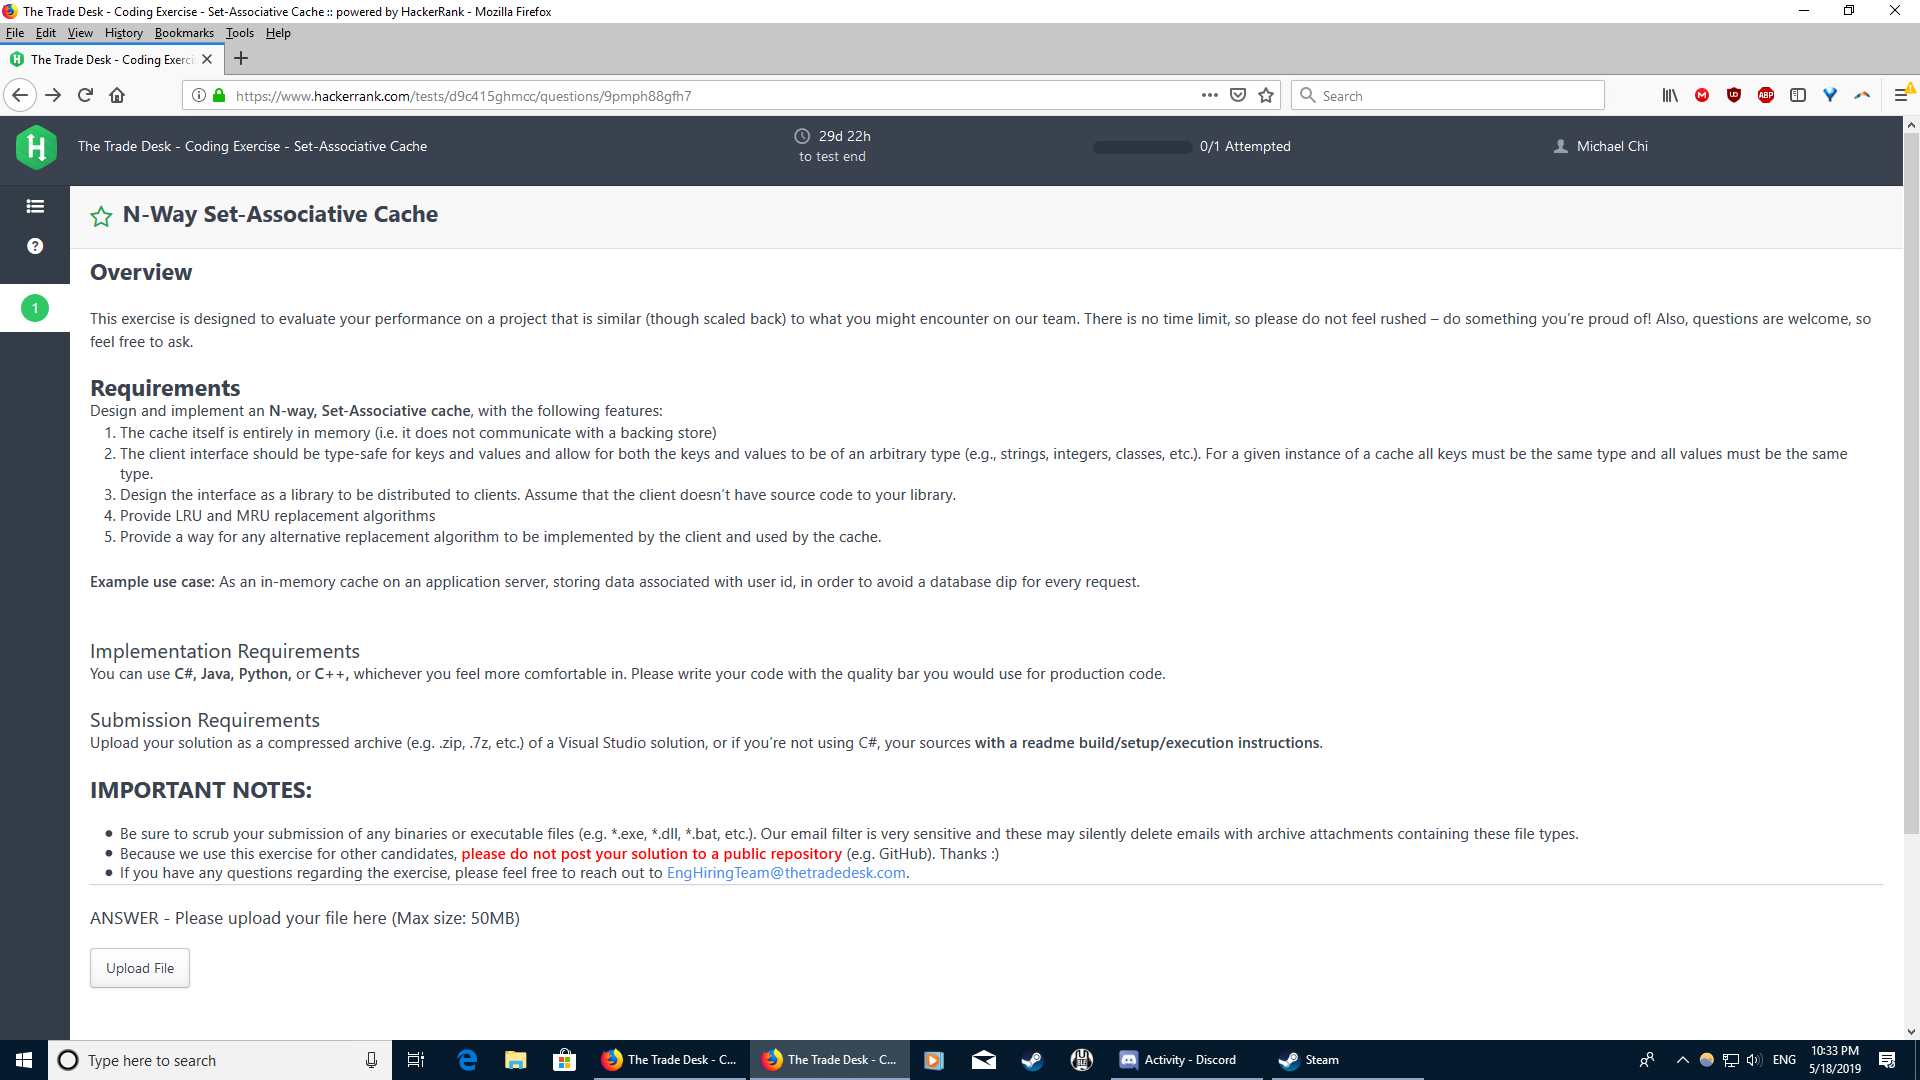 The Trade Desk - Coding Exercise - Set-Associative Cache :: powered by HackerRank - Mozilla Firefox
File Edit View History Bookmarks Tools Help
The Trade Desk - Coding Exerci
https://www.hackerrank.com/tests/d9c415ghmcc/questions/9pmph88gfh7
Search
The Trade Desk - Coding Exercise - Set-Associative Cache
29d 22h
to test end
0/1 Attempted
Michael Chi
N-Way Set-Associative Cache
1
Overview
This exercise is designed to evaluate your performance on a project that is similar (though scaled back) to what you might encounter on our team. There is no time limit, so please do not feel rushed – do something you’re proud of! Also, questions are welcome, so
feel free to ask.
Requirements
Design and implement an N-way, Set-Associative cache, with the following features:
1. The cache itself is entirely in memory (i.e. it does not communicate with a backing store)
2. The client interface should be type-safe for keys and values and allow for both the keys and values to be of an arbitrary type (e.g., strings, integers, classes, etc.). For a given instance of a cache all keys must be the same type and all values must be the same
type.
3. Design the interface as a library to be distributed to clients. Assume that the client doesn’t have source code to your library.
4. Provide LRU and MRU replacement algorithms
5. Provide a way for any alternative replacement algorithm to be implemented by the client and used by the cache.
Example use case: As an in-memory cache on an application server, storing data associated with user id, in order to avoid a database dip for every request.
Implementation Requirements
You can use C#, Java, Python, or C++, whichever you feel more comfortable in. Please write your code with the quality bar you would use for production code.
Submission Requirements
Upload your solution as a compressed archive (e.g. .zip, .7z, etc.) of a Visual Studio solution, or if you’re not using C#, your sources with a readme build/setup/execution instructions.
IMPORTANT NOTES:
• Be sure to scrub your submission of any binaries or executable files (e.g. *.exe, *.dll, *.bat, etc.). Our email filter is very sensitive and these may silently delete emails with archive attachments containing these file types.
• Because we use this exercise for other candidates, please do not post your solution to a public repository (e.g. GitHub). Thanks :)
• If you have any questions regarding the exercise, please feel free to reach out to EngHiringTeam@thetradedesk.com.
ANSWER - Please upload your file here (Max size: 50MB)
Upload File
Type here to search
The Trade Desk - C...
The Trade Desk - C...
Activity - Discord
Steam
ENG
10:33 PM
5/18/2019